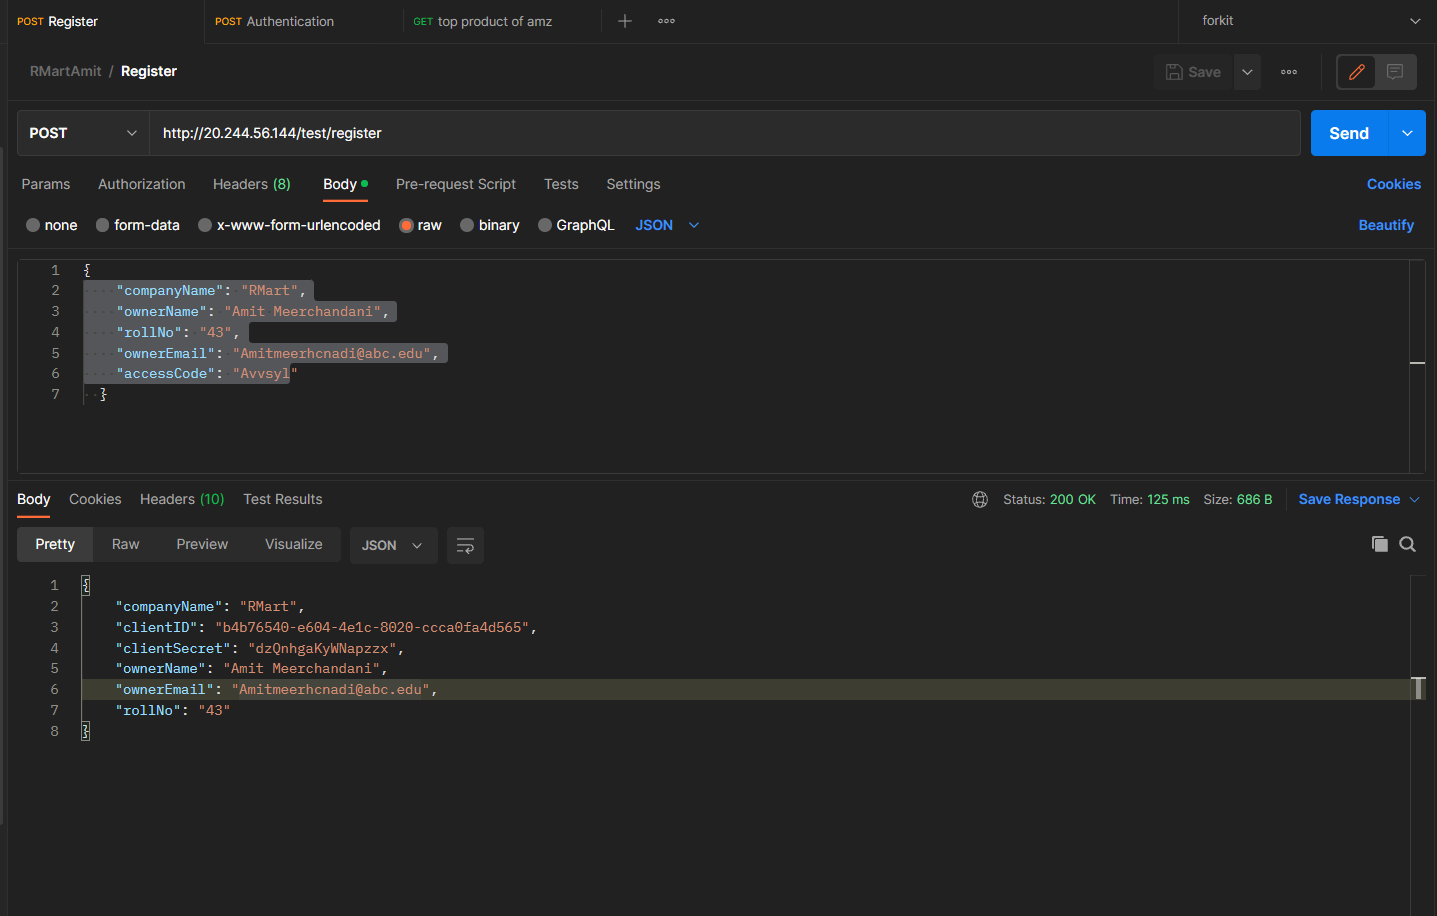 POST Register
POST Authentication
GET top product of amz
forkit
RMartAmit / Register
Save
POST
http://20.244.56.144/test/register
Send
Params Authorization Headers (8) Body Pre-request Script Tests Settings Cookies
none form-data x-www-form-urlencoded raw binary GraphQL JSON Beautify
1 {
2 "companyName": "RMart",
3 "ownerName": "Amit Meerchandani",
4 "rollNo": "43",
5 "ownerEmail": "Amitmeerhcnadi@abc.edu",
6 "accessCode": "Avvsyl"
7 }
Body Cookies Headers (10) Test Results Status: 200 OK Time: 125 ms Size: 686 B Save Response
Pretty Raw Preview Visualize JSON
1 {
2 "companyName": "RMart",
3 "clientID": "b4b76540-e604-4e1c-8020-ccca0fa4d565",
4 "clientSecret": "dzQnhgaKyWNapzzx",
5 "ownerName": "Amit Meerchandani",
6 "ownerEmail": "Amitmeerhcnadi@abc.edu",
7 "rollNo": "43"
8 }